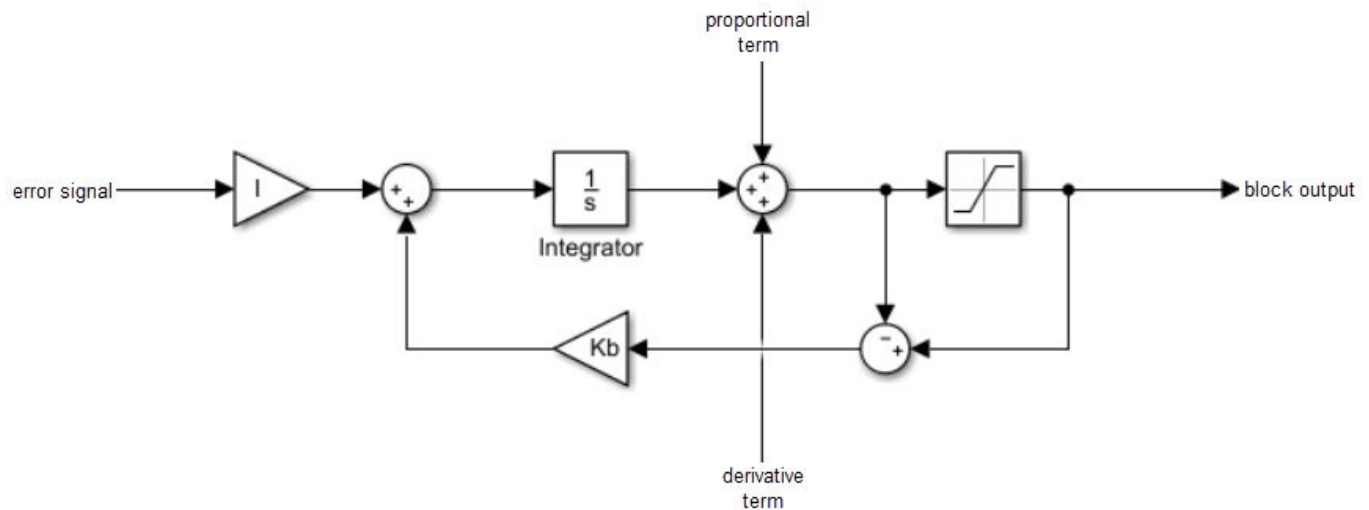 proportional
term
error signal
I
+
+
1
s
Integrator
+
+
+
block output
Kb
-
+
derivative
term